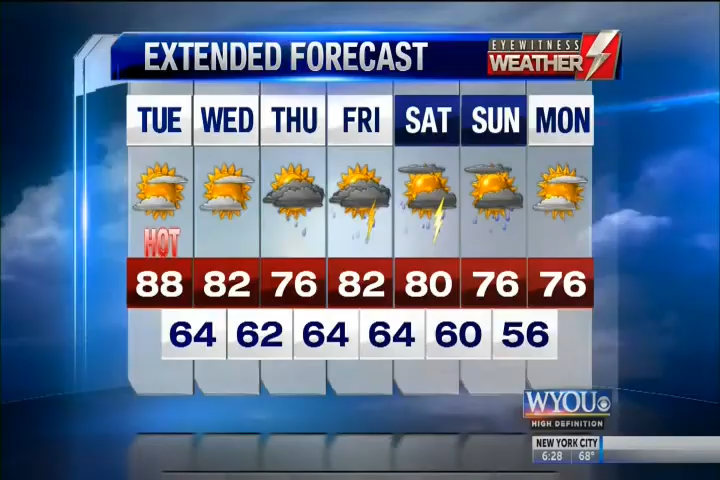 EXTENDED FORECAST
EYEWITNESS
WEATHER
TUE WED THU FRI SAT SUN MON
HOT
88 82 76 82 80 76 76
64 62 64 64 60 56
WYOU
HIGH DEFINITION
NEW YORK CITY
6:28 68°